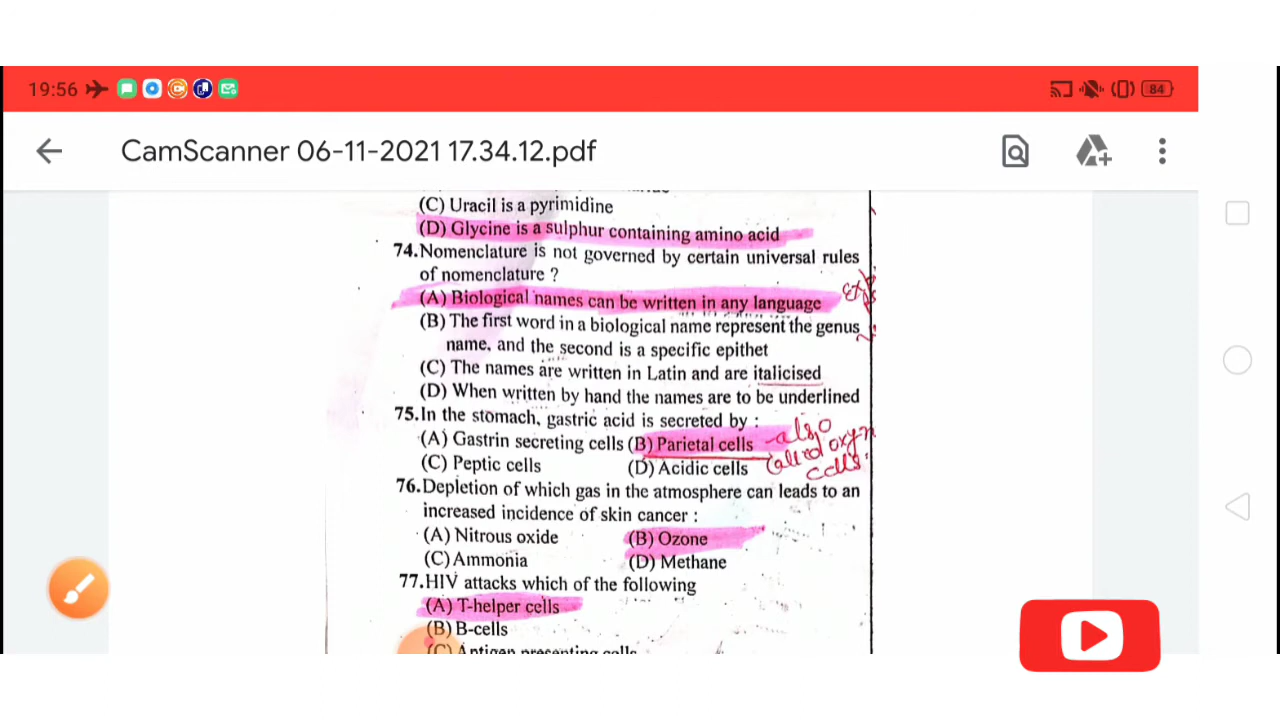 19:56
84
CamScanner 06-11-2021 17.34.12.pdf
(C) Uracil is a pyrimidine
(D) Glycine is a sulphur containing amino acid
74.Nomenclature is not governed by certain universal rules
of nomenclature ?
(A) Biological names can be written in any language
(B) The first word in a biological name represent the genus
name, and the second is a specific epithet
(C) The names are written in Latin and are italicised
(D) When written by hand the names are to be underlined
75.In the stomach, gastric acid is secreted by :
(A) Gastrin secreting cells (B) Parietal cells
also
called oxyn
cells.
(C) Peptic cells (D) Acidic cells
76.Depletion of which gas in the atmosphere can leads to an
increased incidence of skin cancer :
(A) Nitrous oxide (B) Ozone
(C) Ammonia (D) Methane
77.HIV attacks which of the following
(A) T-helper cells
(B) B-cells
(C) Antigen presenting cells